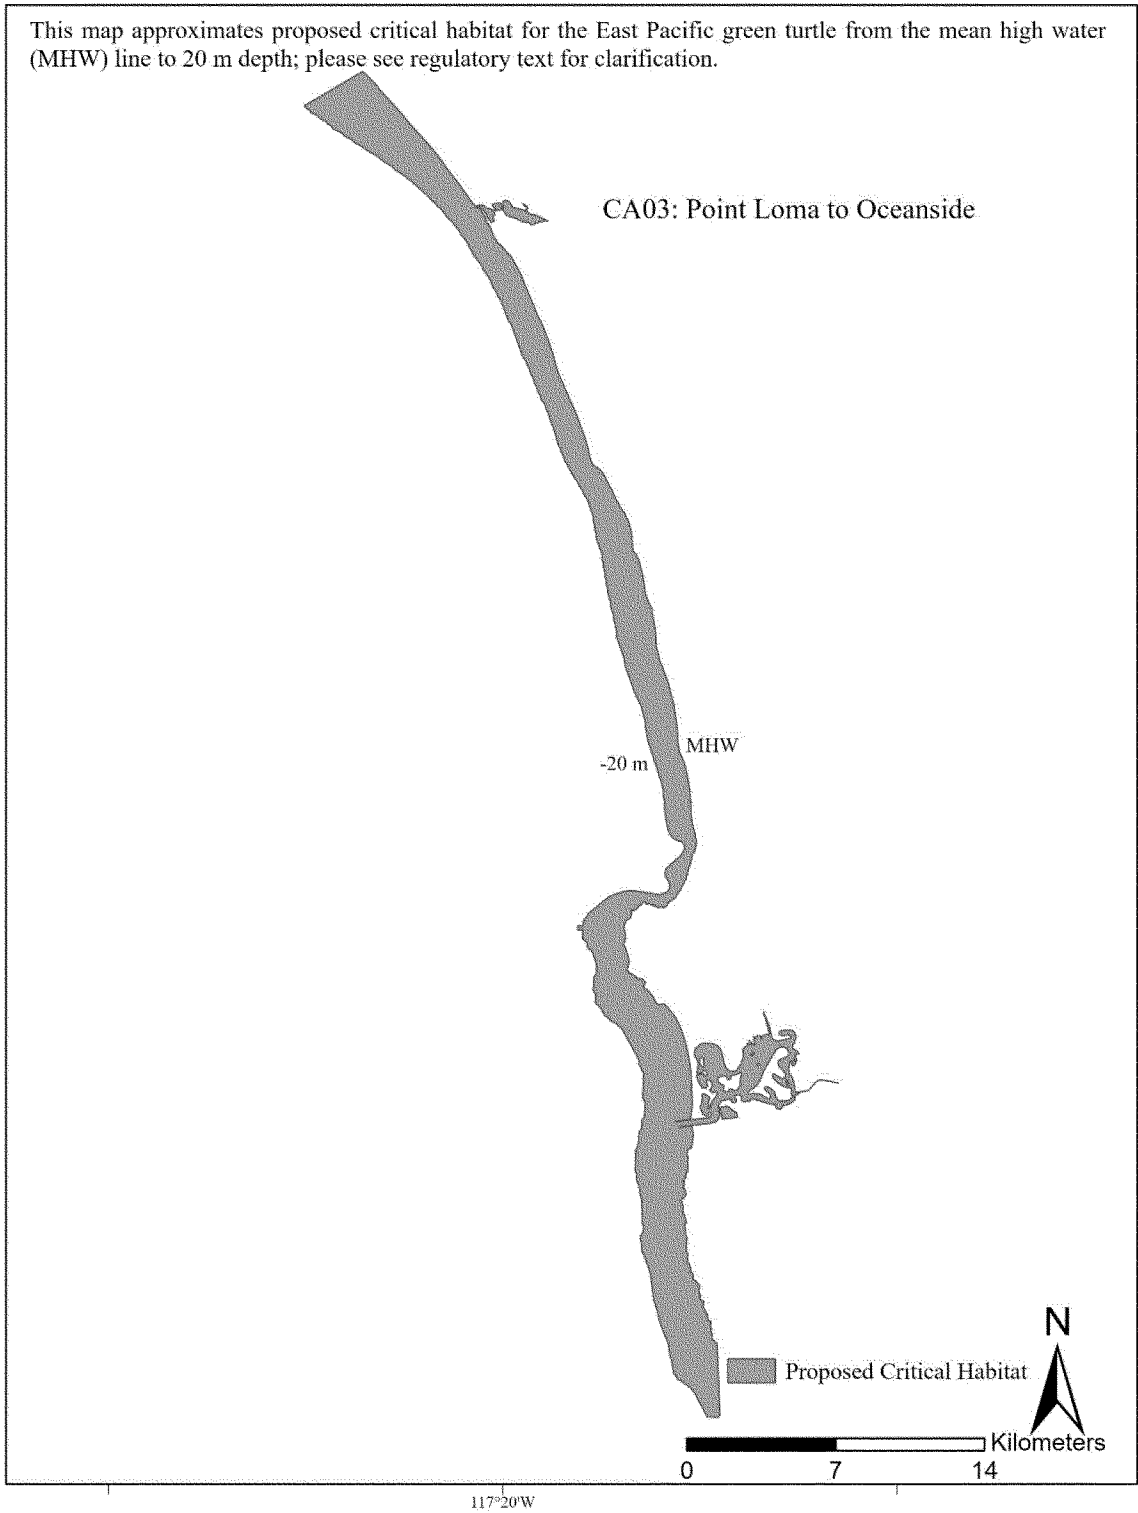 This map approximates proposed critical habitat for the East Pacific green turtle from the mean high water
(MHW) line to 20 m depth; please see regulatory text for clarification.
CA03: Point Loma to Oceanside
MHW
-20 m
N
Proposed Critical Habitat
Kilometers
0 7 14
117°20'W